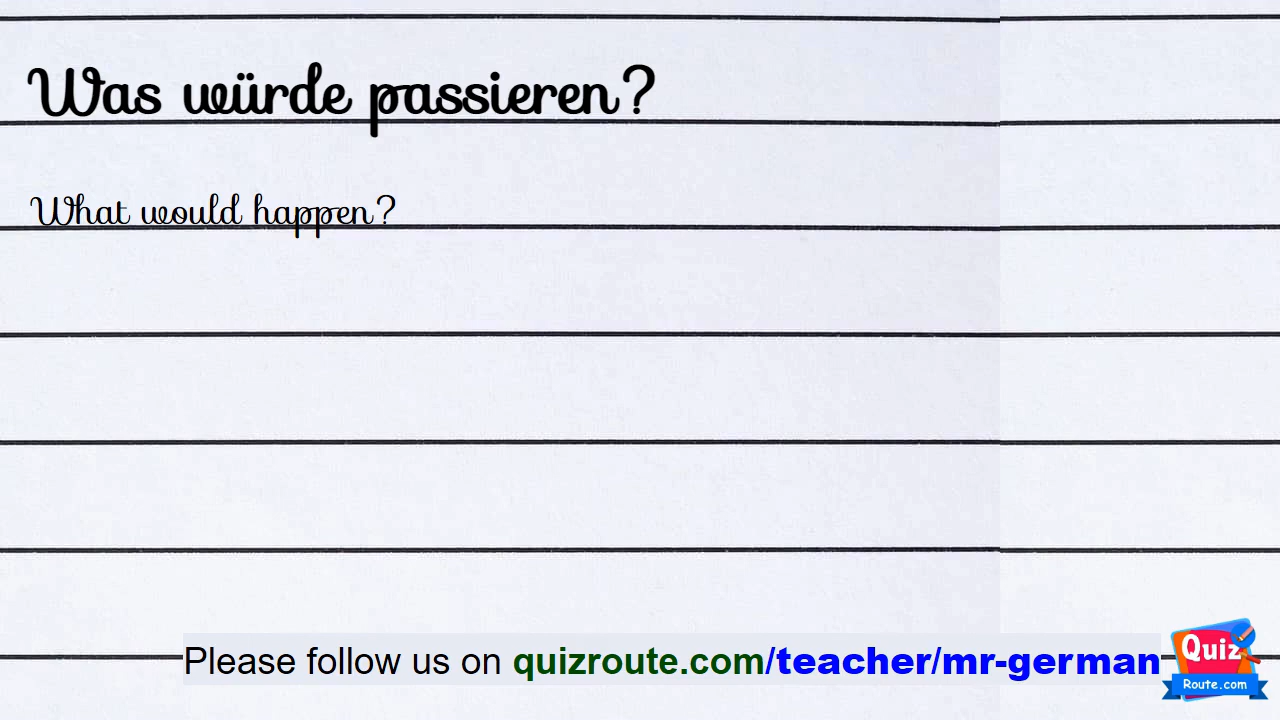 Was würde passieren?
What would happen?
Please follow us on quizroute.com/teacher/mr-german
Quiz
Route.com